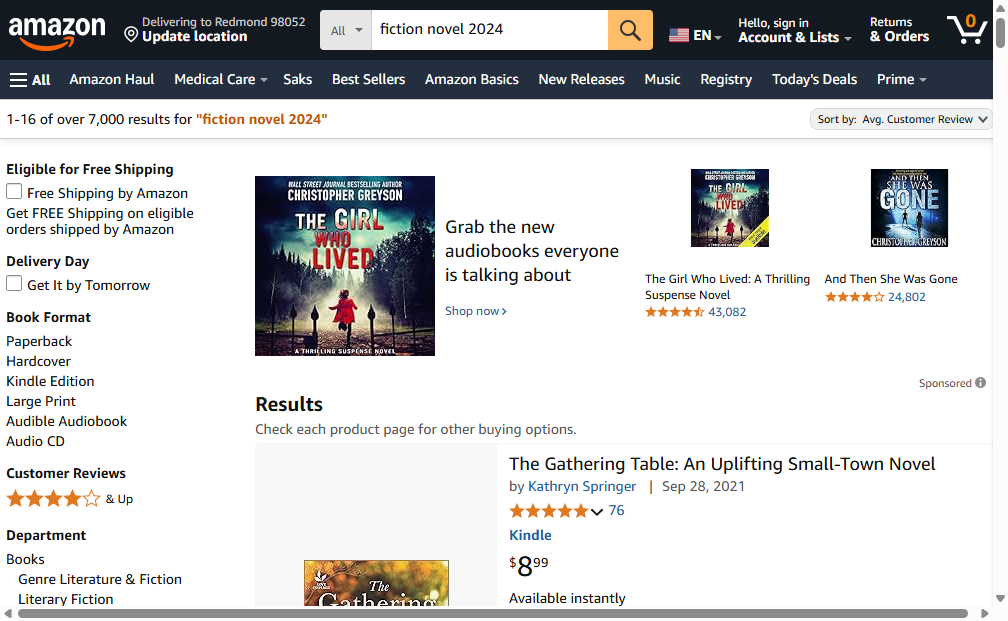 amazon
Delivering to Redmond 98052
Update location
All
fiction novel 2024
EN
Hello, sign in
Account & Lists
Returns
& Orders
0
All
Amazon Haul
Medical Care
Saks
Best Sellers
Amazon Basics
New Releases
Music
Registry
Today's Deals
Prime
1-16 of over 7,000 results for "fiction novel 2024"
Sort by: Avg. Customer Review
Eligible for Free Shipping
Free Shipping by Amazon
Get FREE Shipping on eligible
orders shipped by Amazon
Delivery Day
Get It by Tomorrow
Book Format
Paperback
Hardcover
Kindle Edition
Large Print
Audible Audiobook
Audio CD
Customer Reviews
& Up
Department
Books
Genre Literature & Fiction
Literary Fiction
WALL STREET JOURNAL BESTSELLING AUTHOR
CHRISTOPHER GREYSON
THE GIRL
WHO
LIVED
A THRILLING SUSPENSE NOVEL
Grab the new
audiobooks everyone
is talking about
Shop now ›
CHRISTOPHER GREYSON
THE GIRL
WHO
LIVED
The Girl Who Lived: A Thrilling
Suspense Novel
43,082
AND THEN
SHE WAS
GONE
CHRISTOPHER GREYSON
And Then She Was Gone
24,802
Sponsored
Results
Check each product page for other buying options.
The
Gathering
The Gathering Table: An Uplifting Small-Town Novel
by Kathryn Springer | Sep 28, 2021
76
Kindle
$899
Available instantly